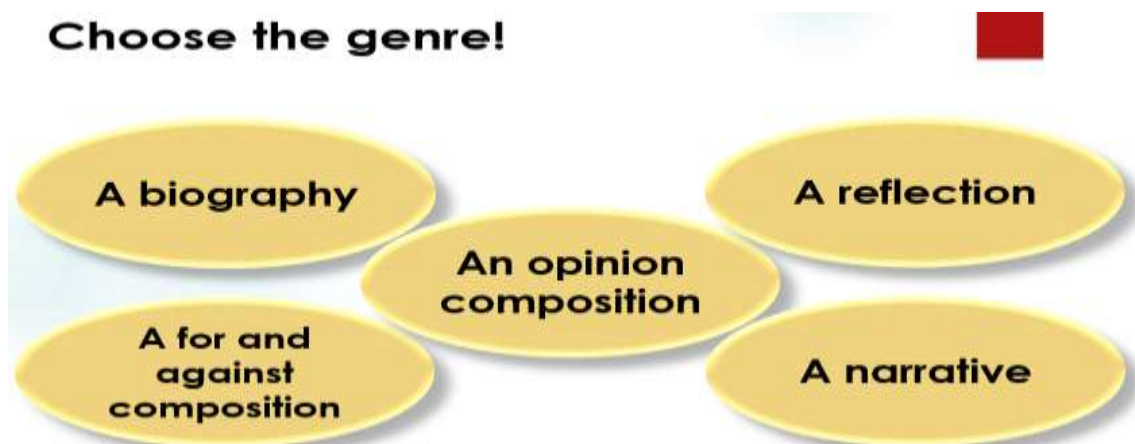 Choose the genre!
A biography
A reflection
An opinion
composition
A for and
against
composition
A narrative